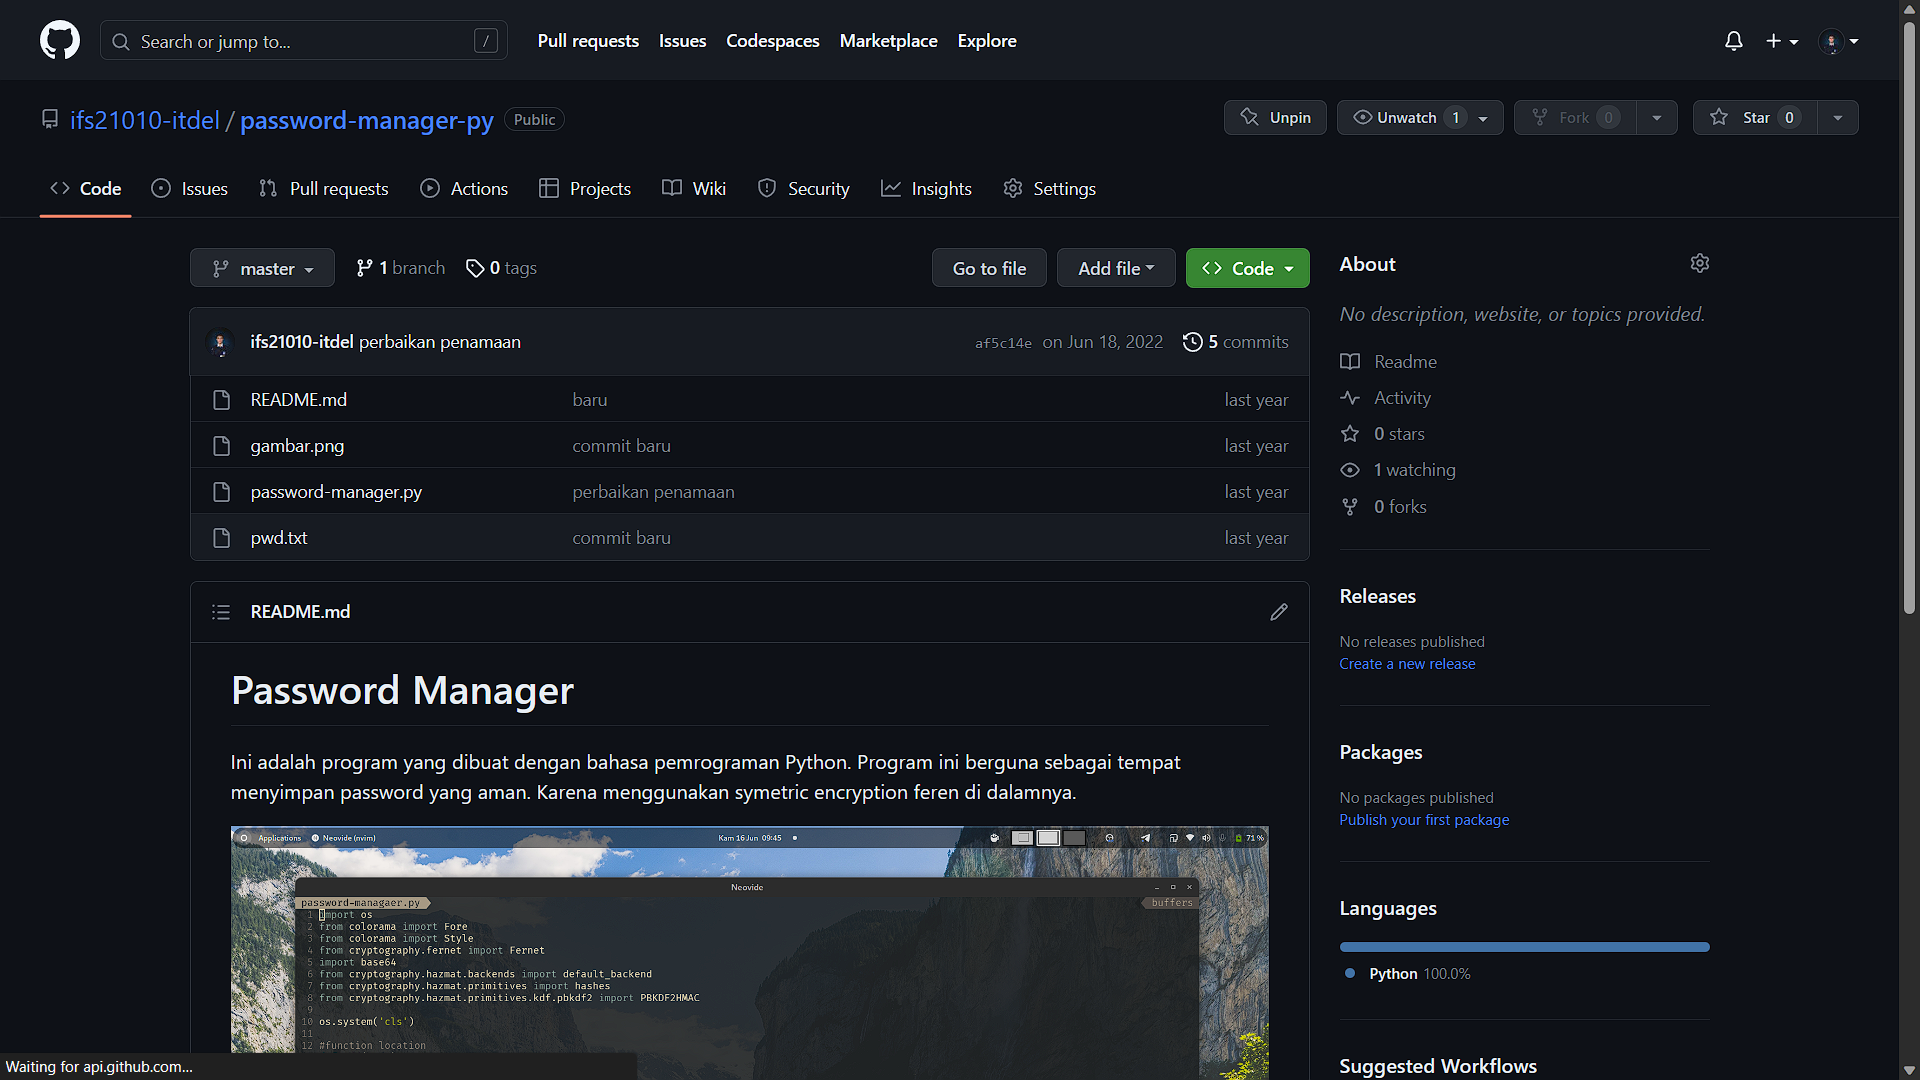 Search or jump to...
/
Pull requests
Issues
Codespaces
Marketplace
Explore
ifs21010-itdel / password-manager-py
Public
Unpin
Unwatch 1
Fork 0
Star 0
Code
Issues
Pull requests
Actions
Projects
Wiki
Security
Insights
Settings
master
1 branch
0 tags
Go to file
Add file
Code
ifs21010-itdel perbaikan penamaan
af5c14e on Jun 18, 2022
5 commits
README.md baru last year
gambar.png commit baru last year
password-manager.py perbaikan penamaan last year
pwd.txt commit baru last year
README.md
Password Manager
Ini adalah program yang dibuat dengan bahasa pemrograman Python. Program ini berguna sebagai tempat
menyimpan password yang aman. Karena menggunakan symetric encryption feren di dalamnya.
Applications Neovide (nvim) Kam 16 Jun 09:45 71%
Neovide
password-managaer.py buffers
1 import os
2 from colorama import Fore
3 from colorama import Style
4 from cryptography.fernet import Fernet
5 import base64
6 from cryptography.hazmat.backends import default_backend
7 from cryptography.hazmat.primitives import hashes
8 from cryptography.hazmat.primitives.kdf.pbkdf2 import PBKDF2HMAC
9
10 os.system('cls')
11
12 #function location
About
No description, website, or topics provided.
Readme
Activity
0 stars
1 watching
0 forks
Releases
No releases published
Create a new release
Packages
No packages published
Publish your first package
Languages
Python 100.0%
Suggested Workflows
Waiting for api.github.com...